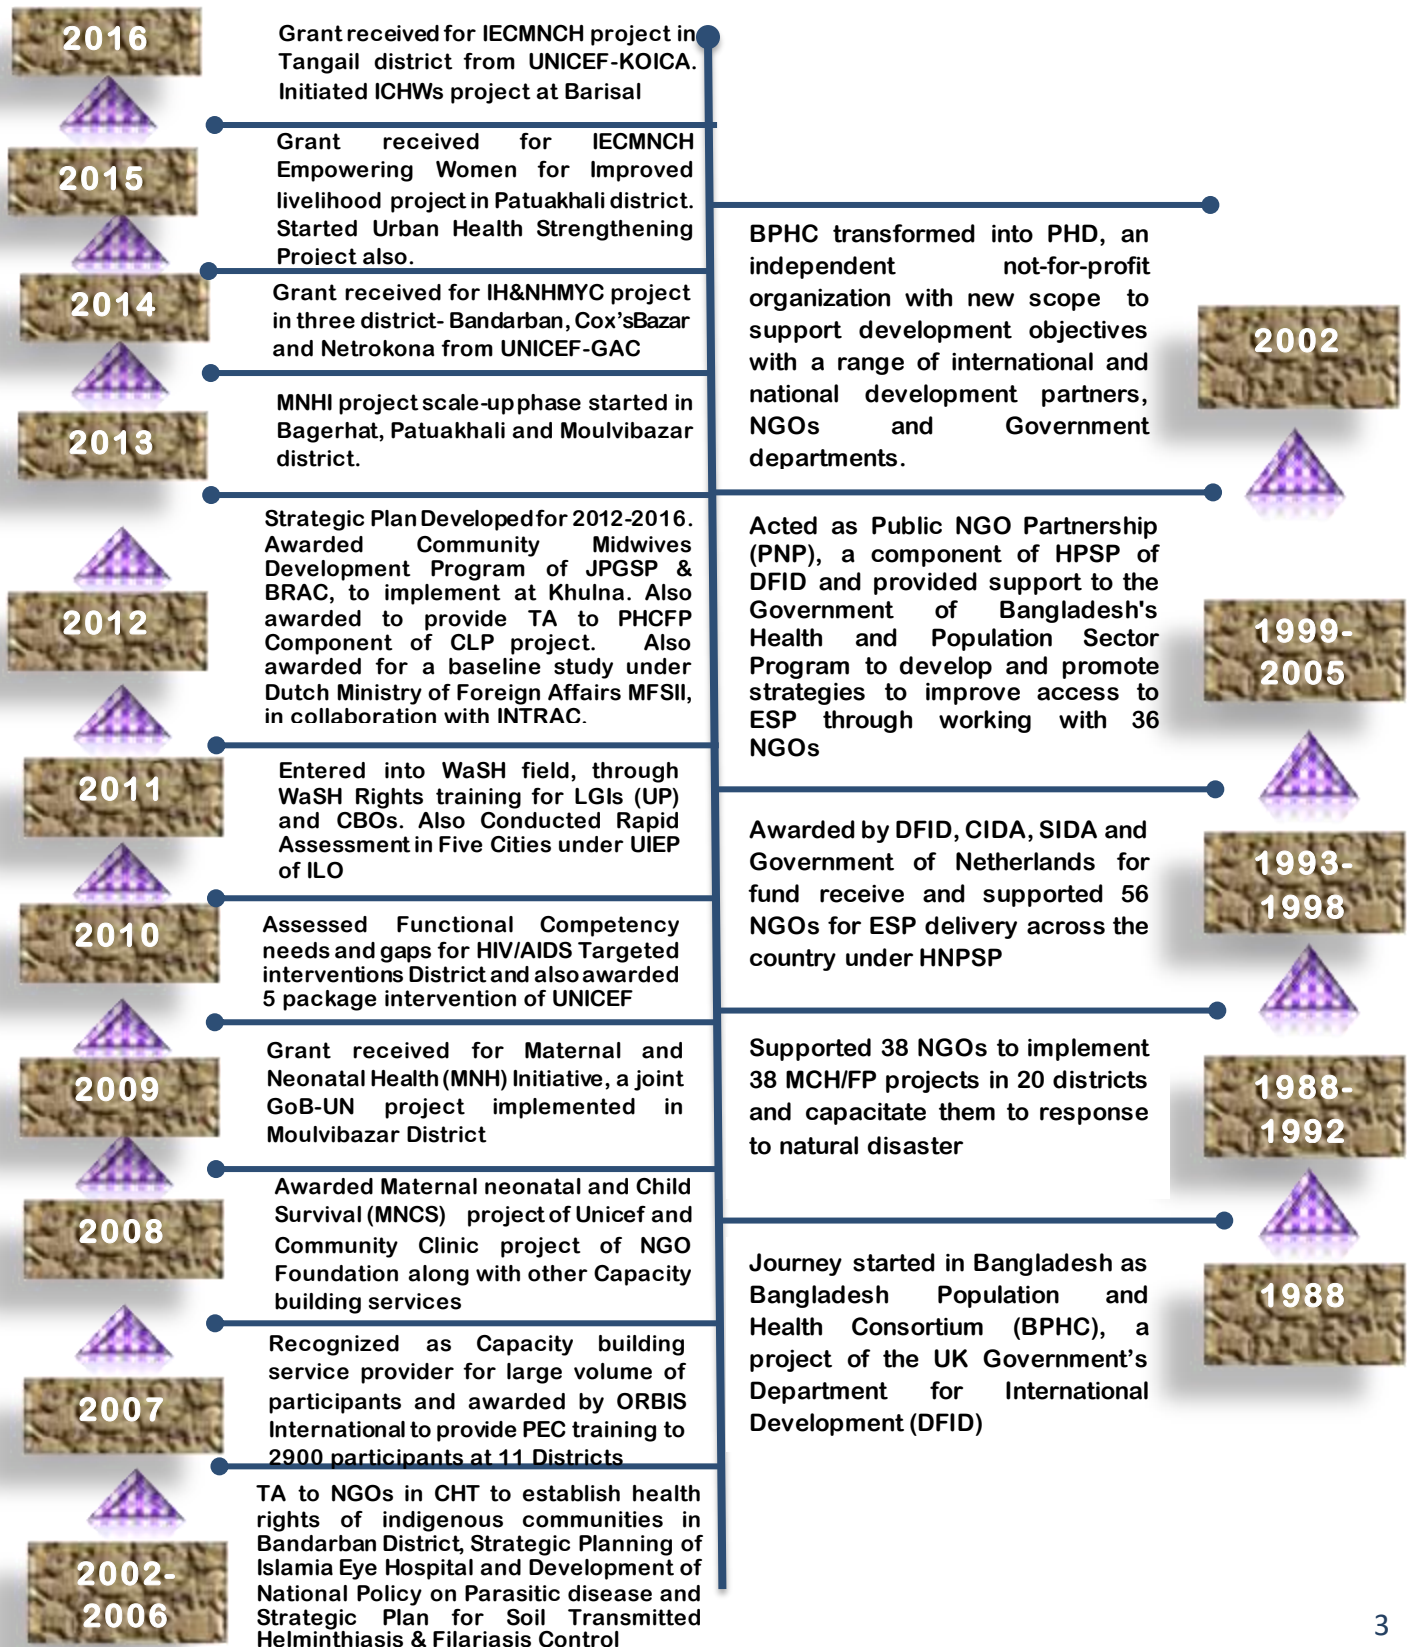 2016
Grant received for IECMNCH project in
Tangail district from UNICEF-KOICA.
Initiated ICHWs project at Barisal
2015
Grant received for IECMNCH
Empowering Women for Improved
livelihood project in Patuakhali district.
Started Urban Health Strengthening
Project also.
2014
Grant received for IH&NHMYC project
in three district- Bandarban, Cox'sBazar
and Netrokona from UNICEF-GAC
2013
MNHI project scale-up phase started in
Bagerhat, Patuakhali and Moulvibazar
district.
2012
Strategic Plan Developed for 2012-2016.
Awarded Community Midwives
Development Program of JPGSP &
BRAC, to implement at Khulna. Also
awarded to provide TA to PHCFP
Component of CLP project. Also
awarded for a baseline study under
Dutch Ministry of Foreign Affairs MFSII,
in collaboration with INTRAC.
2011
Entered into WaSH field, through
WaSH Rights training for LGIs (UP)
and CBOs. Also Conducted Rapid
Assessment in Five Cities under UIEP
of ILO
2010
Assessed Functional Competency
needs and gaps for HIV/AIDS Targeted
interventions District and also awarded
5 package intervention of UNICEF
2009
Grant received for Maternal and
Neonatal Health (MNH) Initiative, a joint
GoB-UN project implemented in
Moulvibazar District
2008
Awarded Maternal neonatal and Child
Survival (MNCS) project of Unicef and
Community Clinic project of NGO
Foundation along with other Capacity
building services
2007
Recognized as Capacity building
service provider for large volume of
participants and awarded by ORBIS
International to provide PEC training to
2900 participants at 11 Districts
2002-
2006
TA to NGOs in CHT to establish health
rights of indigenous communities in
Bandarban District, Strategic Planning of
Islamia Eye Hospital and Development of
National Policy on Parasitic disease and
Strategic Plan for Soil Transmitted
Helminthiasis & Filariasis Control
BPHC transformed into PHD, an
independent not-for-profit
organization with new scope to
support development objectives
with a range of international and
national development partners,
NGOs and Government
departments.
2002
Acted as Public NGO Partnership
(PNP), a component of HPSP of
DFID and provided support to the
Government of Bangladesh's
Health and Population Sector
Program to develop and promote
strategies to improve access to
ESP through working with 36
NGOs
1999-
2005
Awarded by DFID, CIDA, SIDA and
Government of Netherlands for
fund receive and supported 56
NGOs for ESP delivery across the
country under HNPSP
1993-
1998
Supported 38 NGOs to implement
38 MCH/FP projects in 20 districts
and capacitate them to response
to natural disaster
1988-
1992
Journey started in Bangladesh as
Bangladesh Population and
Health Consortium (BPHC), a
project of the UK Government's
Department for International
Development (DFID)
1988
3